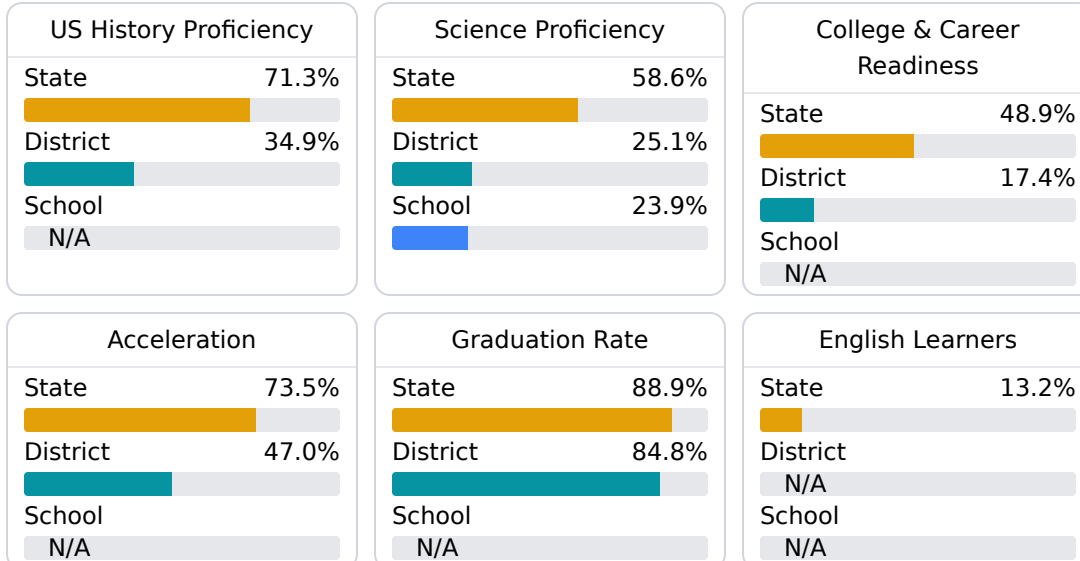 US History Proficiency
State 71.3%
District 34.9%
School
N/A
Science Proficiency
State 58.6%
District 25.1%
School 23.9%
College & Career
Readiness
State 48.9%
District 17.4%
School
N/A
Acceleration
State 73.5%
District 47.0%
School
N/A
Graduation Rate
State 88.9%
District 84.8%
School
N/A
English Learners
State 13.2%
District
N/A
School
N/A